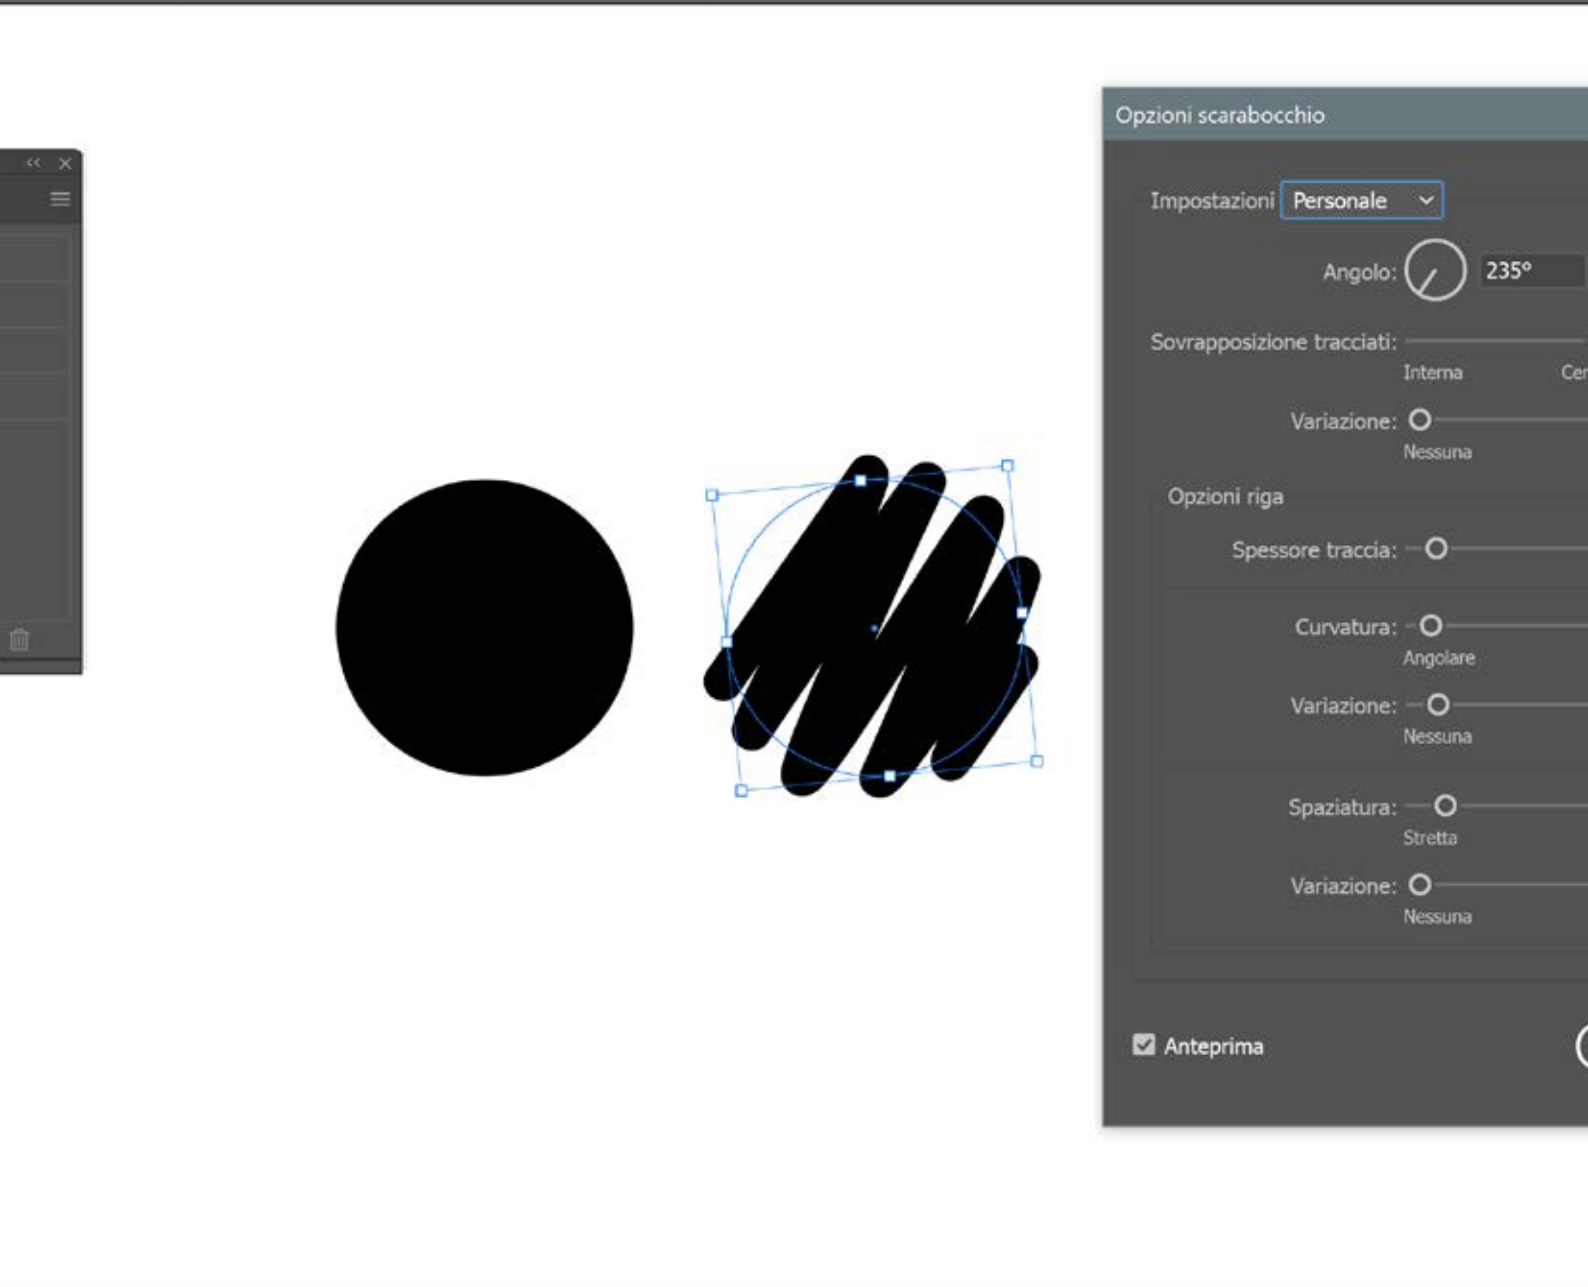 Opzioni scarabocchio
Impostazioni Personale
Angolo: 235°
Sovrapposizione tracciati:
Interna
Variazione:
Nessuna
Opzioni riga
Spessore traccia:
Curvatura:
Angolare
Variazione:
Nessuna
Spaziatura:
Stretta
Variazione:
Nessuna
Anteprima